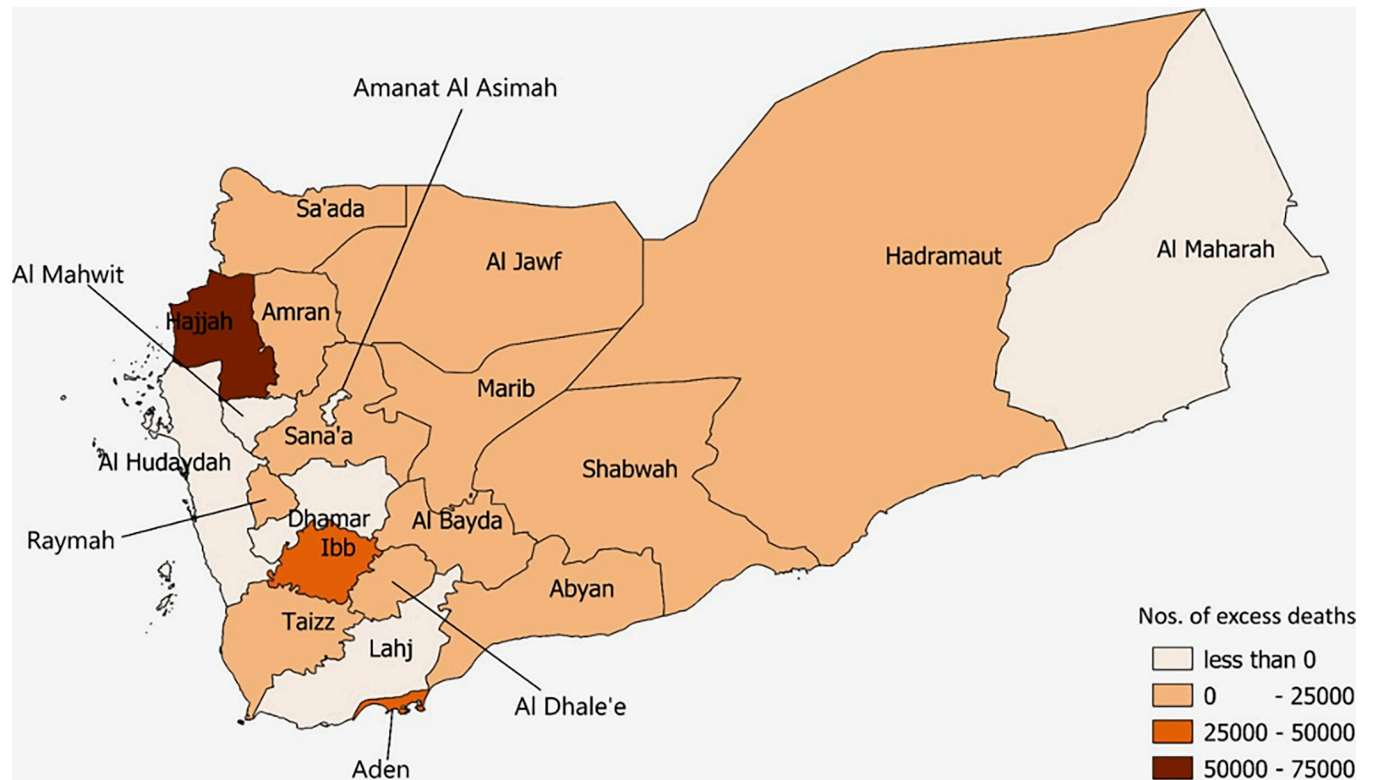 Amanat Al Asimah
Sa'ada
Al Jawf
Hadramaut
Al Maharah
Al Mahwit
Hajjah
Amran
Marib
Sana'a
Al Hudaydah
Shabwah
Raymah
Dhamar
Al Bayda
Ibb
Abyan
Taizz
Lahj
Al Dhale'e
Aden
Nos. of excess deaths
less than 0
0 - 25000
25000 - 50000
50000 - 75000